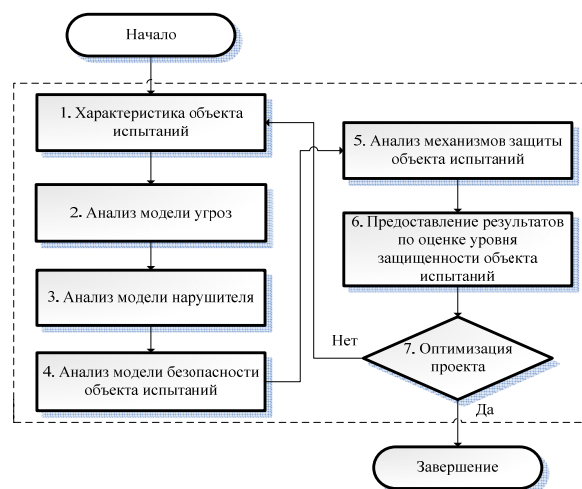 Начало
1. Характеристика объекта
испытаний
2. Анализ модели угроз
3. Анализ модели нарушителя
4. Анализ модели безопасности
объекта испытаний
5. Анализ механизмов защиты
объекта испытаний
6. Предоставление результатов
по оценке уровня
защищенности объекта
испытаний
7. Оптимизация
проекта
Нет
Да
Завершение